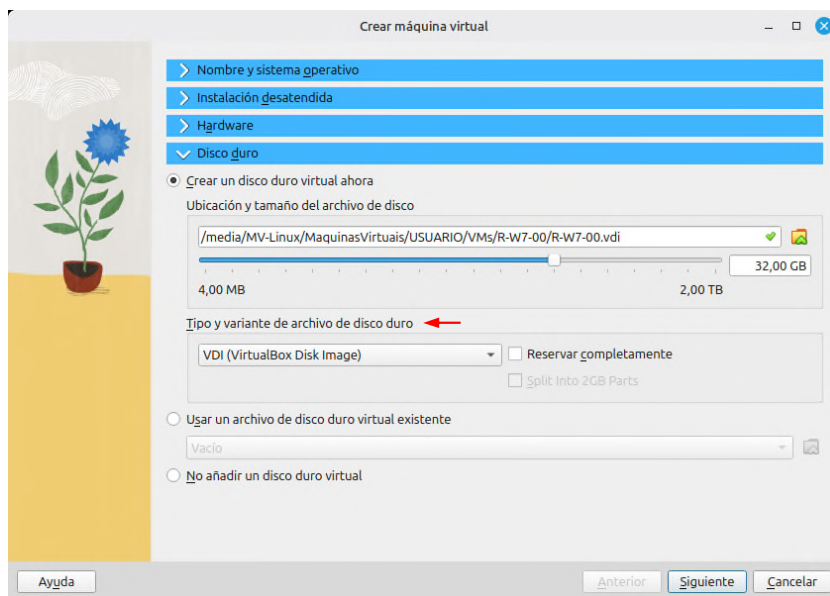 Crear máquina virtual
Nombre y sistema operativo
Instalación desatendida
Hardware
Disco duro
Crear un disco duro virtual ahora
Ubicación y tamaño del archivo de disco
/media/MV-Linux/MaquinasVirtuais/USUARIO/VMs/R-W7-00/R-W7-00.vdi
32,00 GB
4,00 MB 2,00 TB
Tipo y variante de archivo de disco duro
VDI (VirtualBox Disk Image) Reservar completamente
Split Into 2GB Parts
Usar un archivo de disco duro virtual existente
Vacío
No añadir un disco duro virtual
Ayuda Anterior Siguiente Cancelar